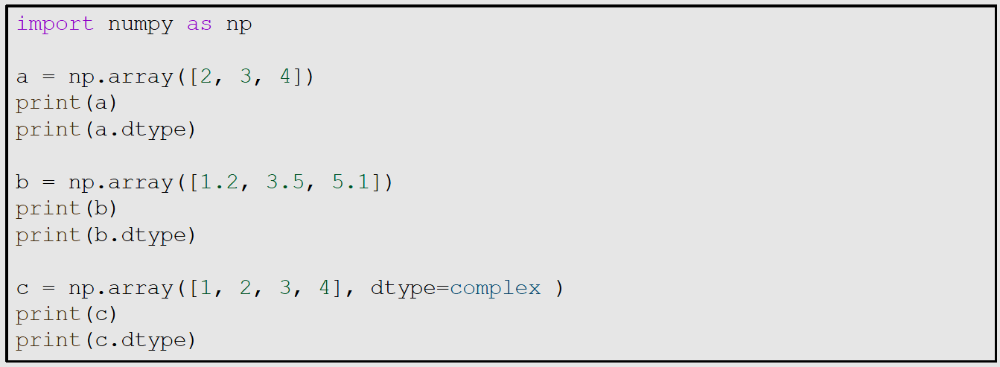 import numpy as np
a = np.array([2, 3, 4])
print(a)
print(a.dtype)
b = np.array([1.2, 3.5, 5.1])
print(b)
print(b.dtype)
c = np.array([1, 2, 3, 4], dtype=complex )
print(c)
print(c.dtype)